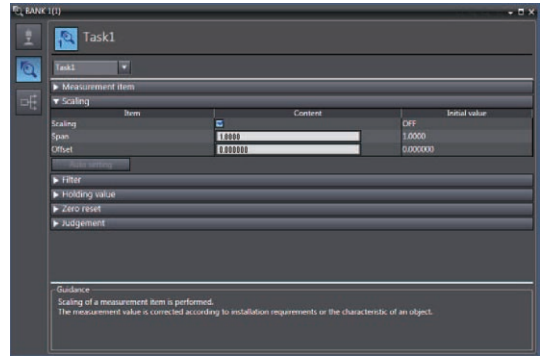 BANK 1(1)
Task1
Task1
Measurement item
Scaling
Item Content Initial value
Scaling OFF
Span 1.0000 1.0000
Offset 0.000000 0.000000
Auto setting
Filter
Holding value
Zero reset
Judgement
Guidance
Scaling of a measurement item is performed.
The measurement value is corrected according to installation requirements or the characteristic of an object.